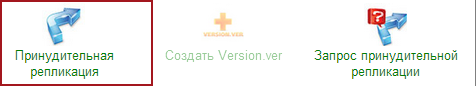 VERSION.VER
Принудительная
репликация
Создать Version.ver
Запрос принудительной
репликации